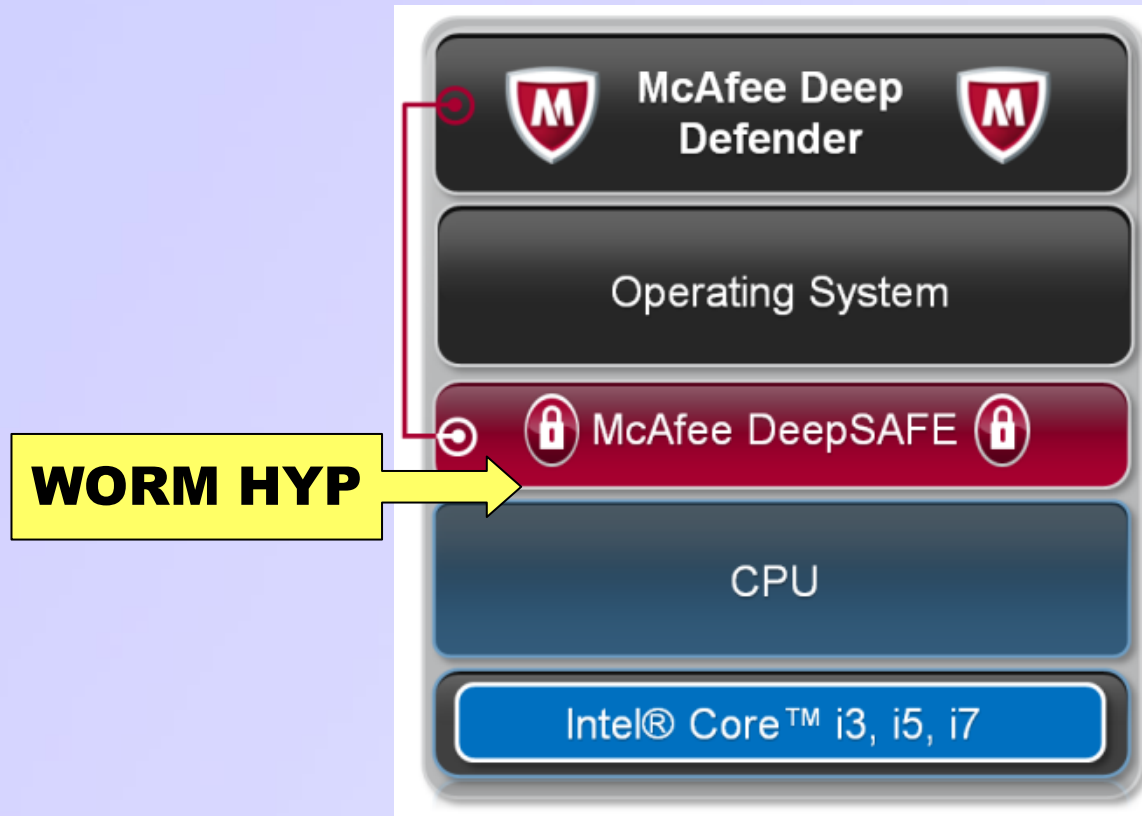 McAfee Deep
Defender
Operating System
McAfee DeepSAFE
WORM HYP
CPU
Intel® Core™ i3, i5, i7